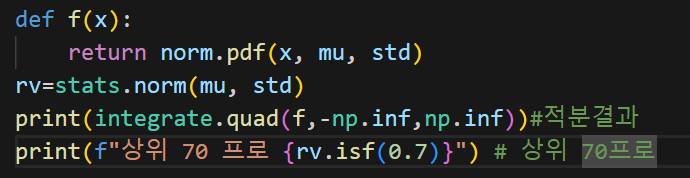 def f(x):
    return norm.pdf(x, mu, std)
rv=stats.norm(mu, std)
print(integrate.quad(f,-np.inf,np.inf))#적분결과
print(f"상위 70 프로 {rv.isf(0.7)}") # 상위 70프로